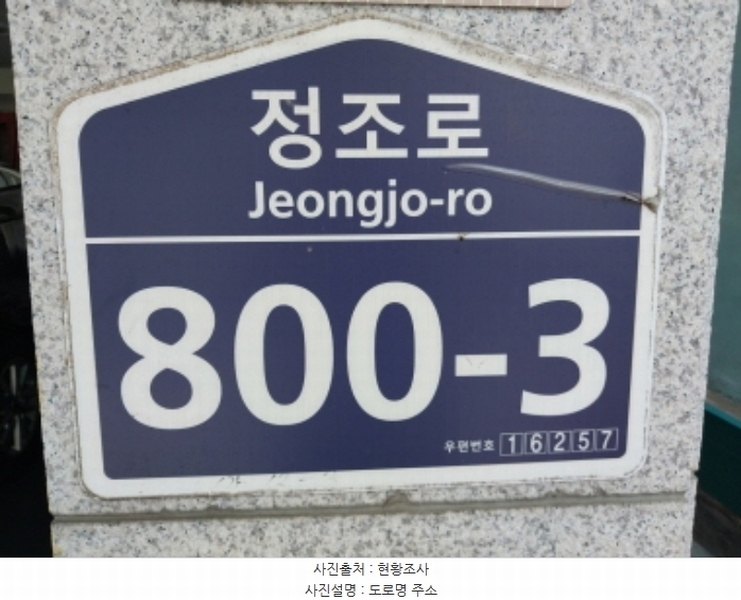 정조로
Jeongjo-ro
800-3
우편번호 16257
사진출처 : 현황조사
사진설명 : 도로명 주소